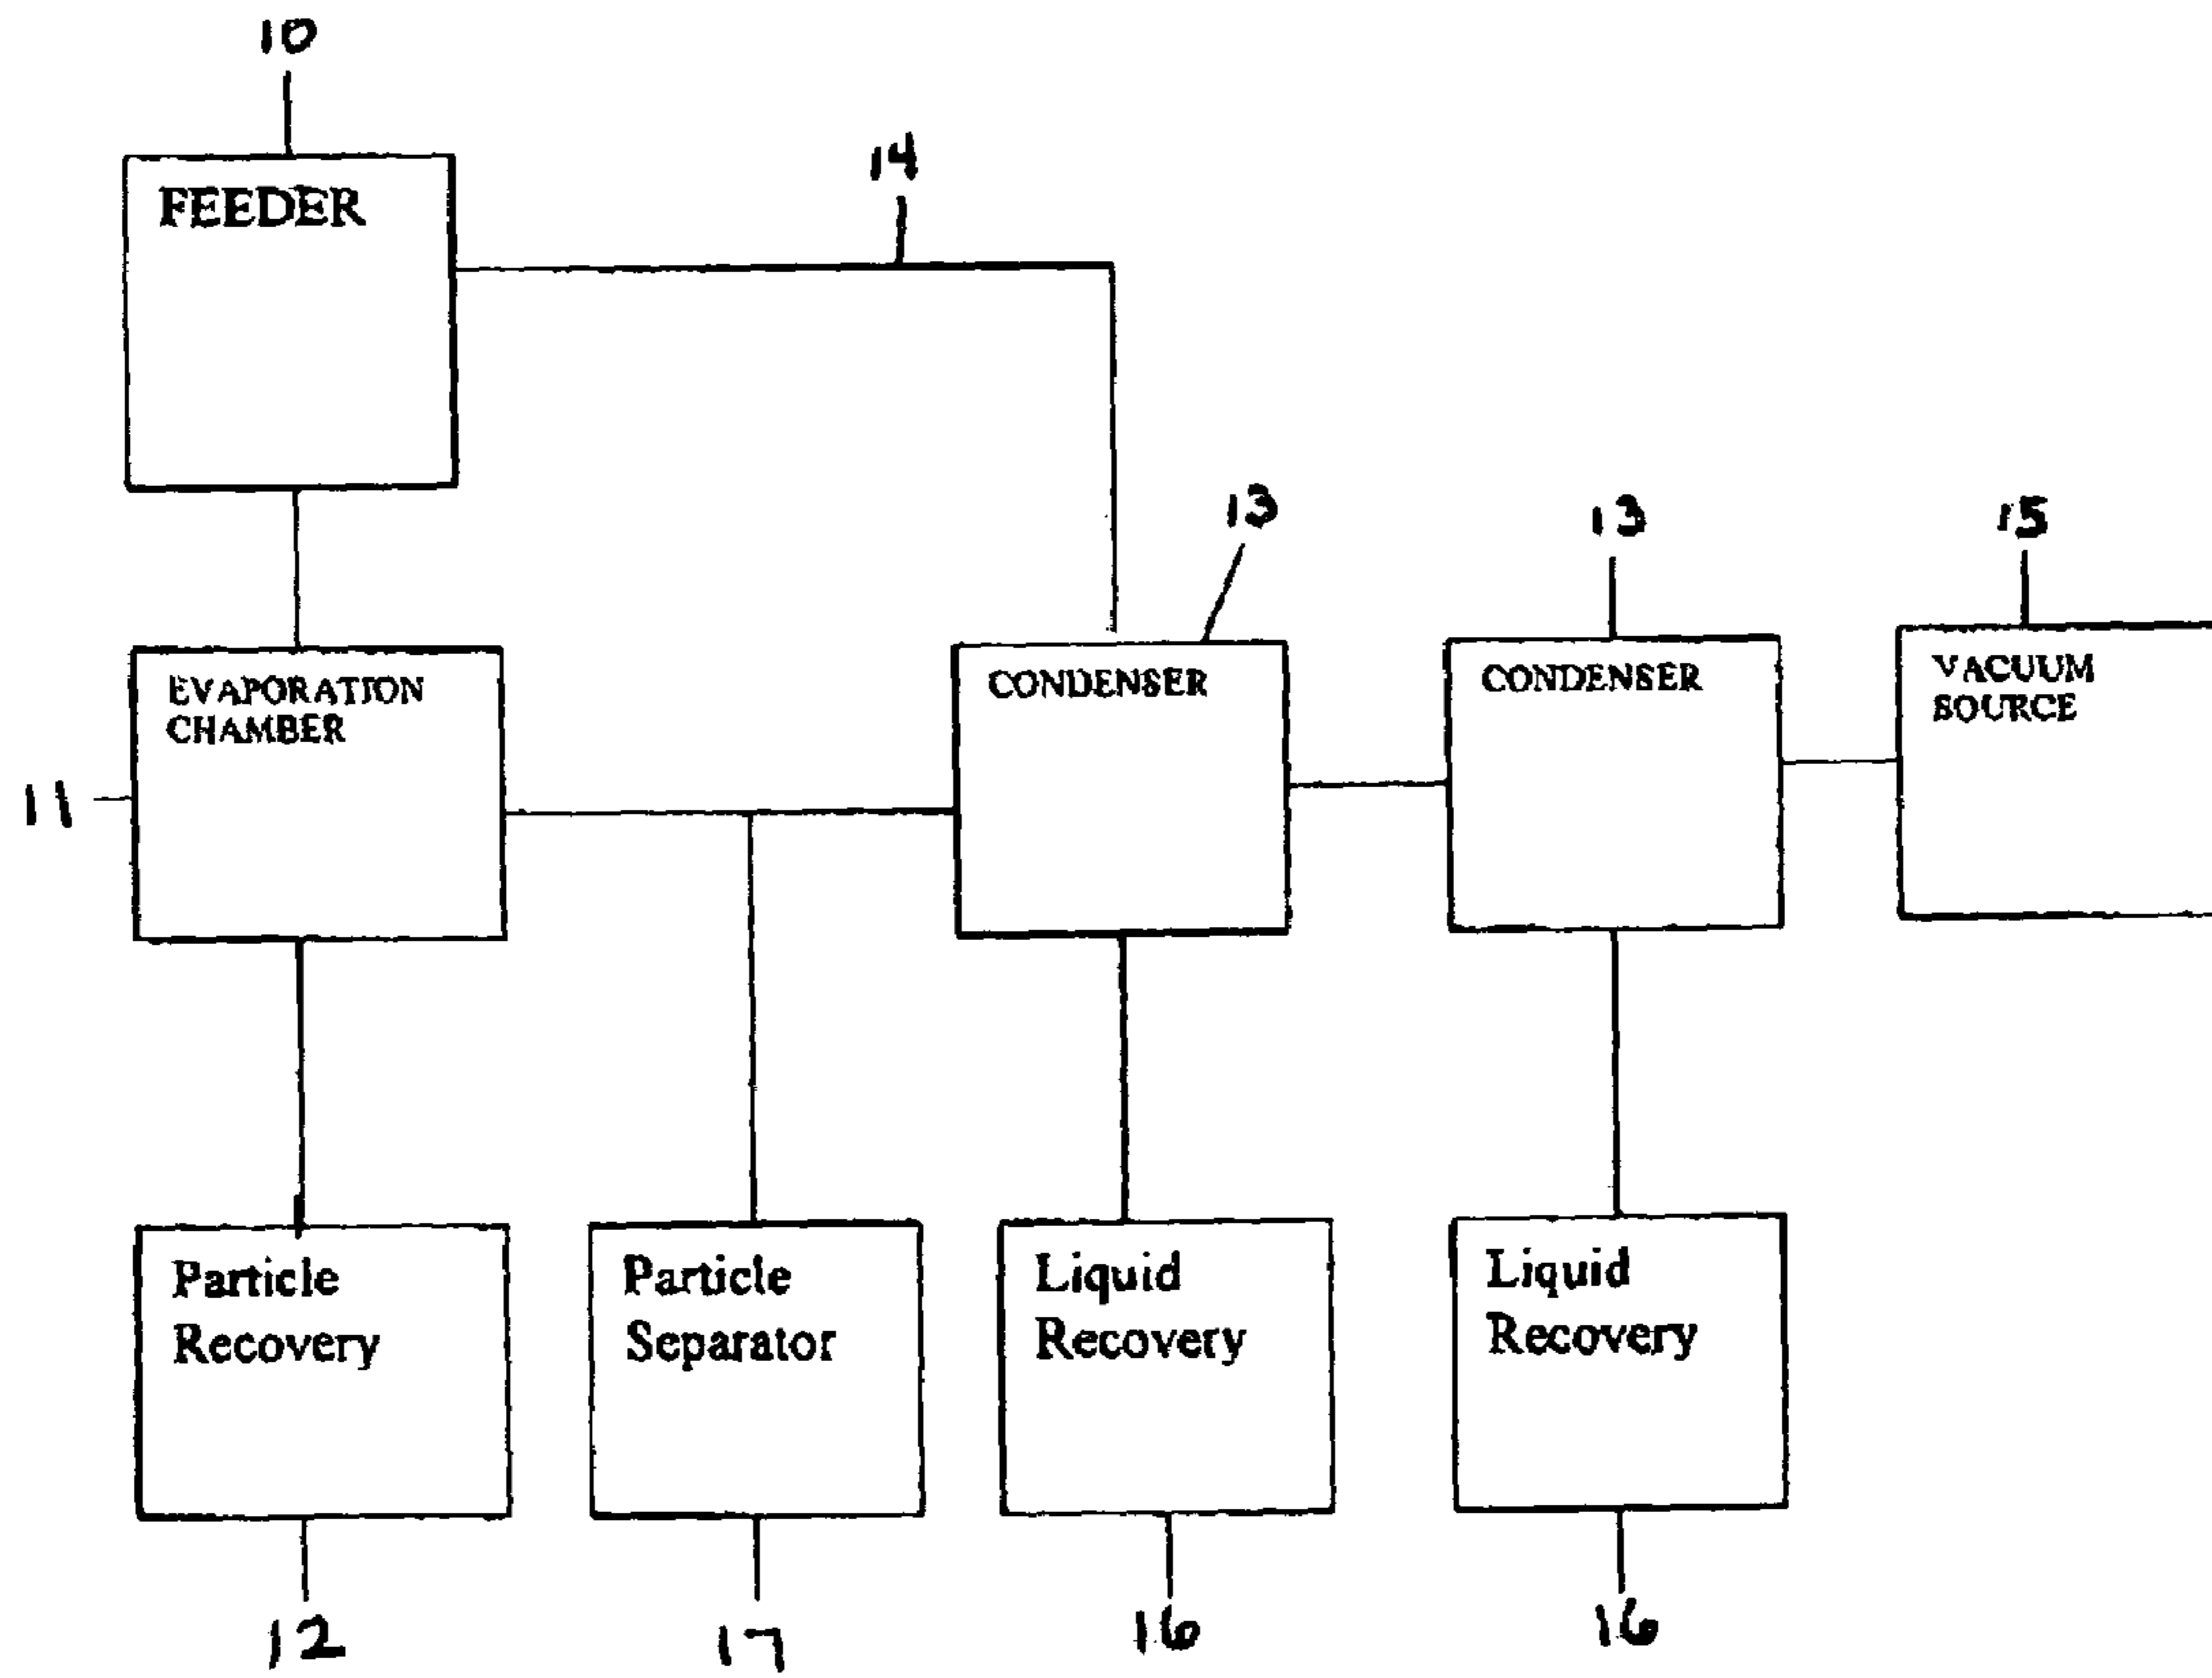 10
FEEDER
14
13
13
15
EVAPORATION
CHAMBER
CONDENSER
CONDENSER
VACUUM
SOURCE
11
Particle
Recovery
Particle
Separator
Liquid
Recovery
Liquid
Recovery
12
17
16
16